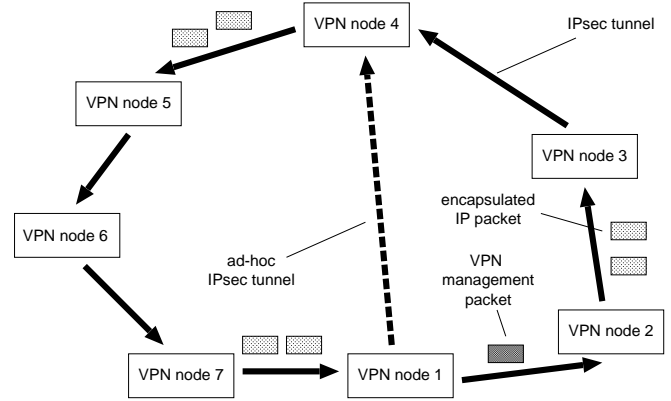 VPN node 4
IPsec tunnel
VPN node 5
VPN node 3
encapsulated
IP packet
VPN node 6
ad-hoc
IPsec tunnel
VPN
management
packet
VPN node 2
VPN node 7
VPN node 1